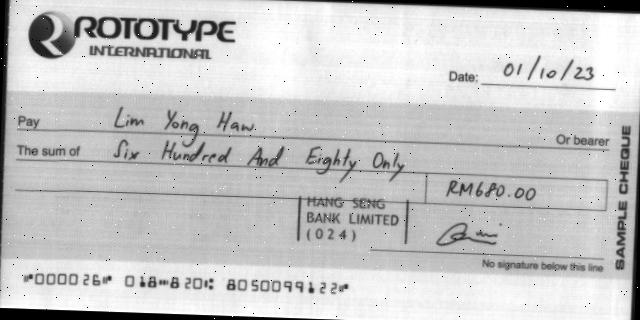 ROTOTYPE
INTERNATIONAL
Date: 01/10/23
Pay Lim Yong Haw. Or bearer
The sum of Six Hundred And Eighty Only
RM680.00
HANG SENG
BANK LIMITED
(024)
No signature below this line
SAMPLE CHEQUE
⑈000026⑈ 018⑉820⑆ 8050099122⑈